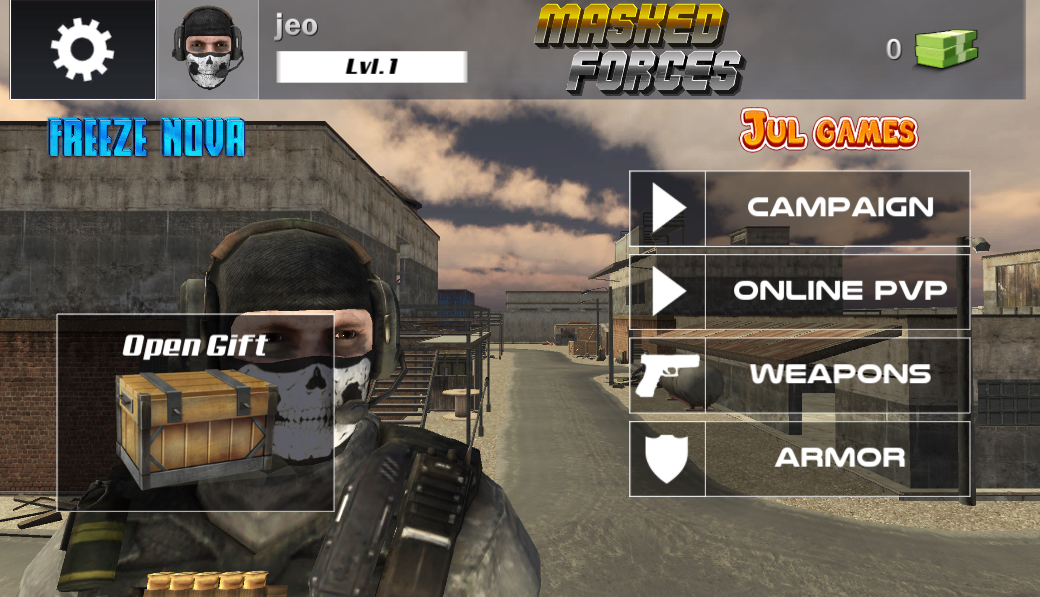 jeo
Lvl.1
MASKED
FORCES
0
FREEZE NOVA
JUL GAMES
CAMPAIGN
ONLINE PVP
Open Gift
WEAPONS
ARMOR